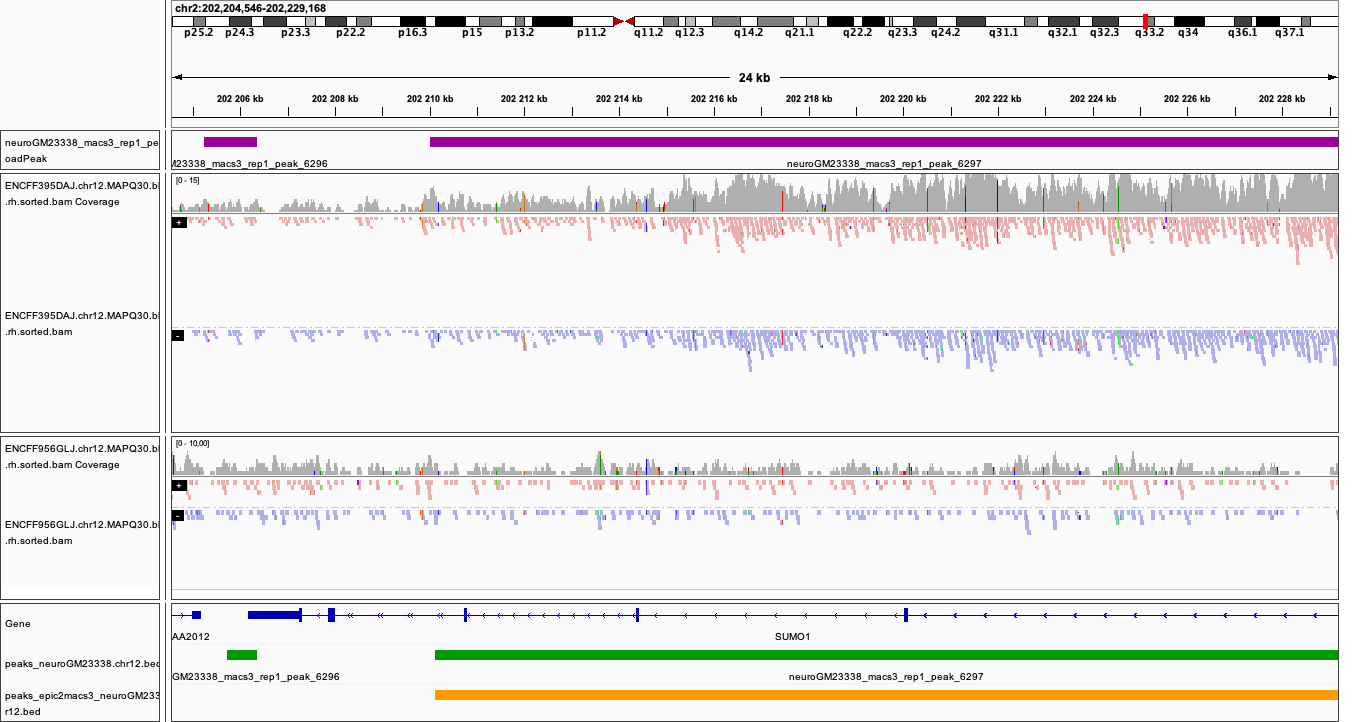 chr2:202,204,546-202,229,168
p25.2 p24.3 p23.3 p22.2 p16.3 p15 p13.2 p11.2 q11.2 q12.3 q14.2 q21.1 q22.2 q23.3 q24.2 q31.1 q32.1 q32.3 q33.2 q34 q36.1 q37.1
24 kb
202 206 kb 202 208 kb 202 210 kb 202 212 kb 202 214 kb 202 216 kb 202 218 kb 202 220 kb 202 222 kb 202 224 kb 202 226 kb 202 228 kb
neuroGM23338_macs3_rep1_pe
oadPeak
M23338_macs3_rep1_peak_6296 neuroGM23338_macs3_rep1_peak_6297
ENCFF395DAJ.chr12.MAPQ30.bl
.rh.sorted.bam Coverage
[0 - 15]
+
ENCFF395DAJ.chr12.MAPQ30.bl
.rh.sorted.bam
-
ENCFF956GLJ.chr12.MAPQ30.bl
.rh.sorted.bam Coverage
[0 - 10,00]
+
-
ENCFF956GLJ.chr12.MAPQ30.bl
.rh.sorted.bam
Gene
AA2012 SUMO1
peaks_neuroGM23338.chr12.bed
GM23338_macs3_rep1_peak_6296 neuroGM23338_macs3_rep1_peak_6297
peaks_epic2macs3_neuroGM233
r12.bed